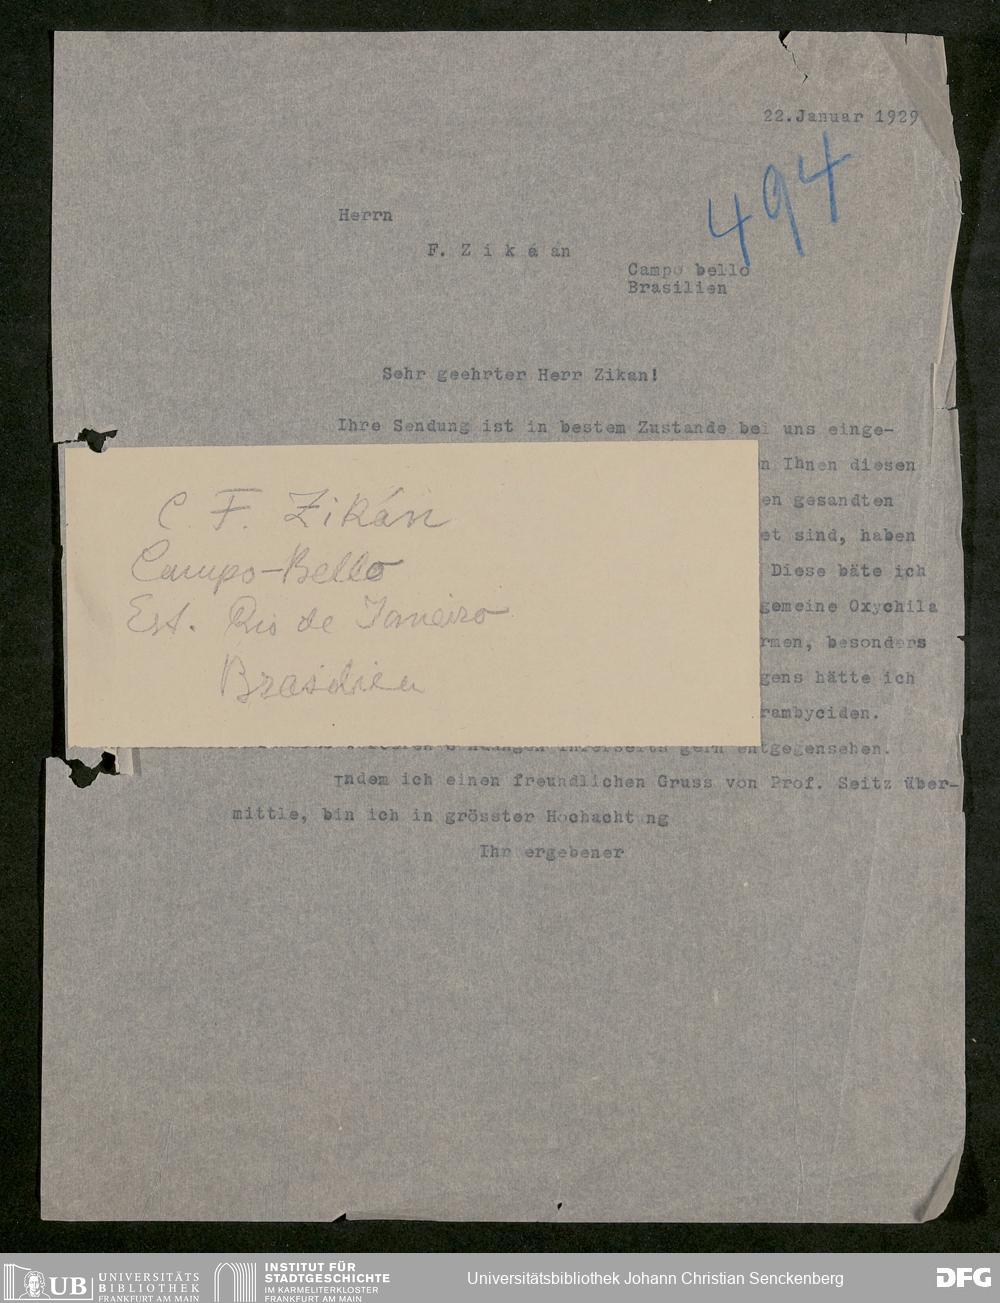 22.Januar 1929
494
Herrn
F. Z i k á an
Campo bello
Brasilien
Sehr geehrter Herr Zikan!
Ihre Sendung ist in bestem Zustande bei uns einge-
n Ihnen diesen
en gesandten
et sind, haben
Diese bäte ich
gemeine Oxychila
rmen, besonders
gens hätte ich
rambyciden.
C. F. Zikán
Campo-Bello
Est. Rio de Janeiro
Brasilien
gern entgegensehen.
Indem ich einen freundlichen Gruss von Prof. Seitz über-
mittle, bin ich in grösster Hochachtung
Ihr ergebener
UB UNIVERSITÄTS
BIBLIOTHEK
FRANKFURT AM MAIN
INSTITUT FÜR
STADTGESCHICHTE
IM KARMELITERKLOSTER
FRANKFURT AM MAIN
Universitätsbibliothek Johann Christian Senckenberg
DFG